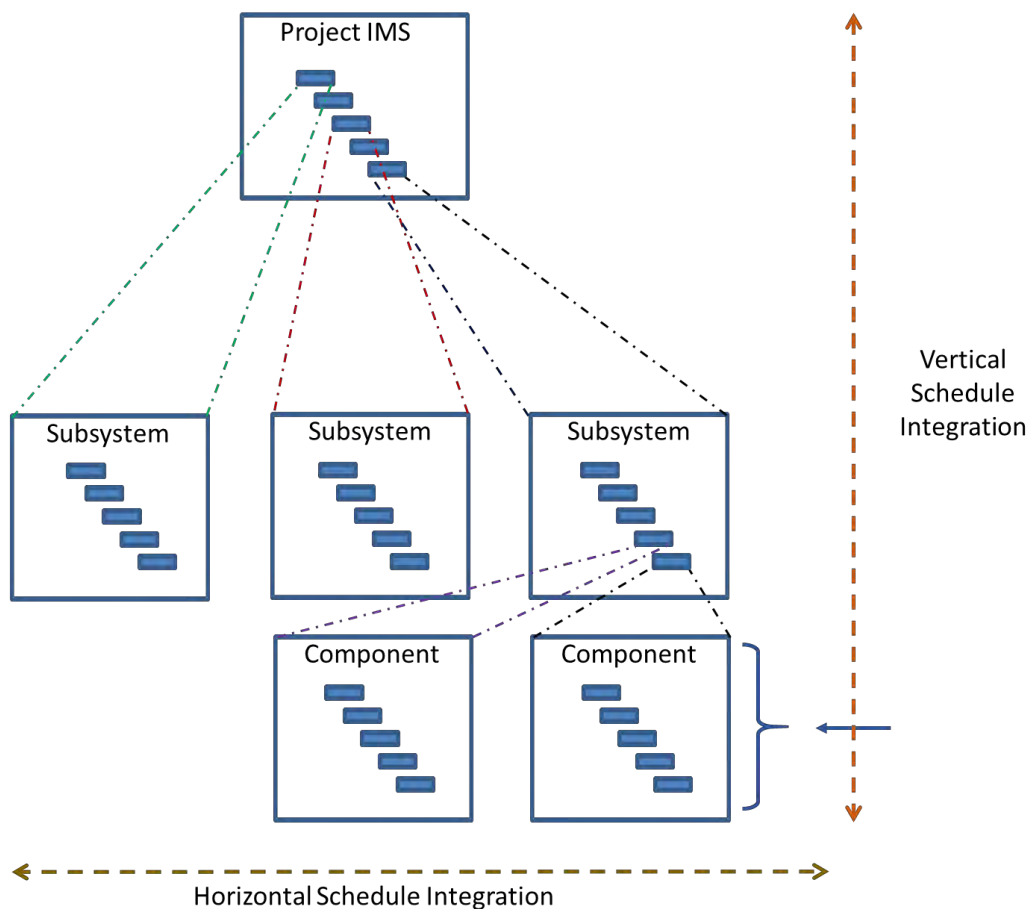 Project IMS
Subsystem
Subsystem
Subsystem
Vertical
Schedule
Integration
Component
Component
Horizontal Schedule Integration